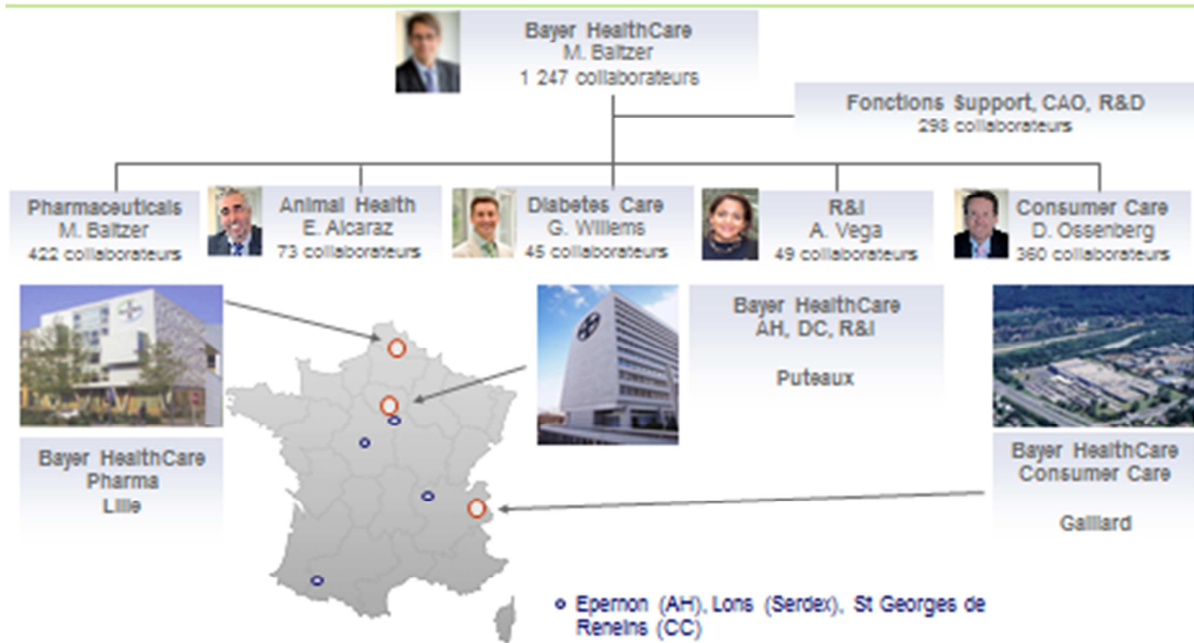 Bayer HealthCare
M. Baltzer
1 247 collaborateurs
Fonctions Support, CAO, R&D
298 collaborateurs
Pharmaceuticals
M. Baltzer
422 collaborateurs
Animal Health
E. Alcaraz
73 collaborateurs
Diabetes Care
G. Willems
45 collaborateurs
R&I
A. Vega
49 collaborateurs
Consumer Care
D. Ossenberg
360 collaborateurs
Bayer HealthCare
AH, DC, R&I
Puteaux
Bayer HealthCare
Pharma
Lille
Bayer HealthCare
Consumer Care
Gaillard
Epernon (AH), Lons (Serdex), St Georges de
Reneins (CC)